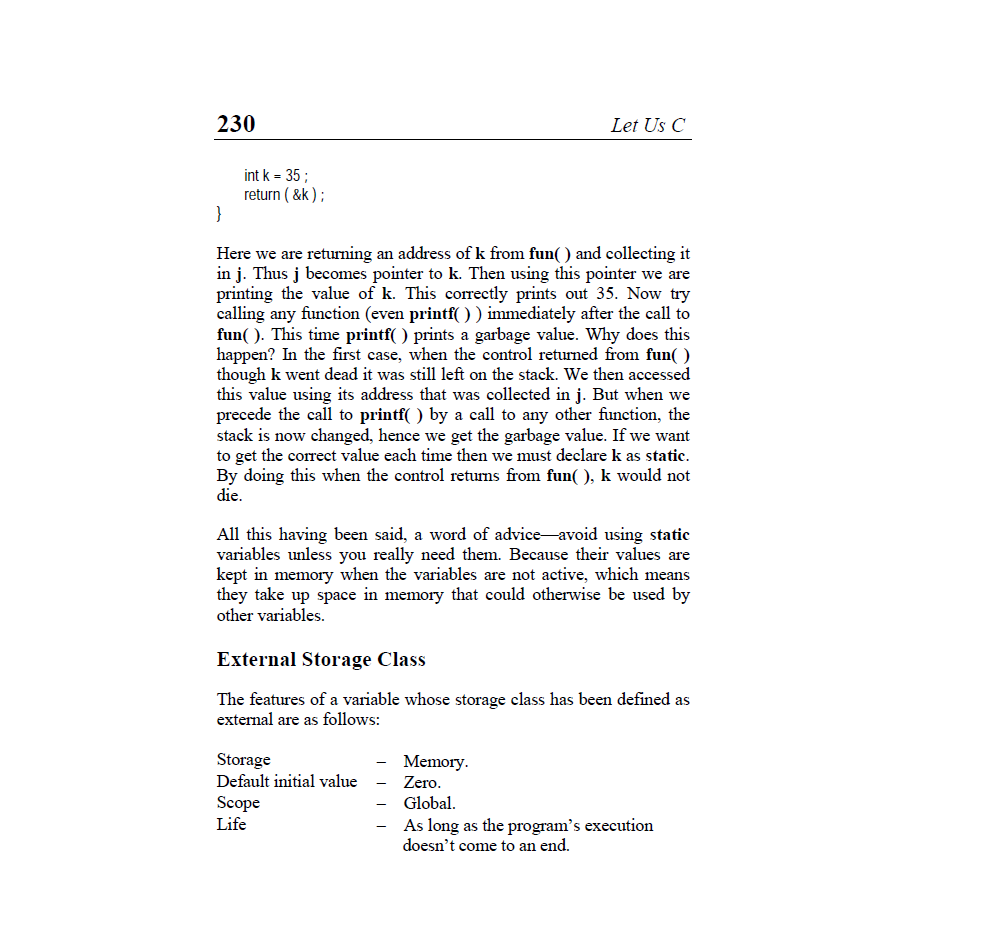 230 Let Us C
int k = 35 ;
return ( &k ) ;
}
Here we are returning an address of k from fun( ) and collecting it
in j. Thus j becomes pointer to k. Then using this pointer we are
printing the value of k. This correctly prints out 35. Now try
calling any function (even printf( ) ) immediately after the call to
fun( ). This time printf( ) prints a garbage value. Why does this
happen? In the first case, when the control returned from fun( )
though k went dead it was still left on the stack. We then accessed
this value using its address that was collected in j. But when we
precede the call to printf( ) by a call to any other function, the
stack is now changed, hence we get the garbage value. If we want
to get the correct value each time then we must declare k as static.
By doing this when the control returns from fun( ), k would not
die.
All this having been said, a word of advice—avoid using static
variables unless you really need them. Because their values are
kept in memory when the variables are not active, which means
they take up space in memory that could otherwise be used by
other variables.
External Storage Class
The features of a variable whose storage class has been defined as
external are as follows:
Storage – Memory.
Default initial value – Zero.
Scope – Global.
Life – As long as the program’s execution
doesn’t come to an end.